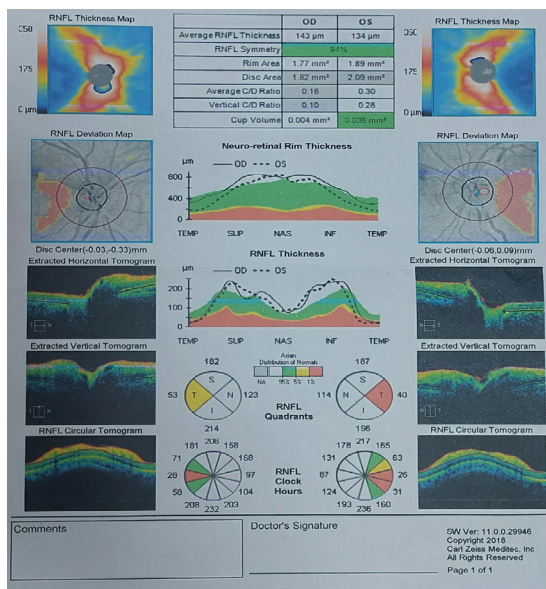 RNFL Thickness Map
350
175
0 µm
OD OS
Average RNFL Thickness 143 µm 134 µm
RNFL Symmetry 84%
Rim Area 1.77 mm² 1.89 mm²
Disc Area 1.82 mm² 2.09 mm²
Average C/D Ratio 0.16 0.30
Vertical C/D Ratio 0.10 0.26
Cup Volume 0.004 mm³ 0.036 mm³
RNFL Thickness Map
350
175
0 µm
RNFL Deviation Map
Disc Center(-0.03,-0.33)mm
Neuro-retinal Rim Thickness
µm
OD OS
800
400
0
TEMP SUP NAS INF TEMP
RNFL Deviation Map
Disc Center(-0.06,0.09)mm
Extracted Horizontal Tomogram
RNFL Thickness
µm
OD OS
200
100
0
TEMP SUP NAS INF TEMP
Extracted Horizontal Tomogram
Extracted Vertical Tomogram
Asian
Distribution of Normals
NA 95% 5% 1%
Extracted Vertical Tomogram
182
53 S T N I 123
214
RNFL
Quadrants
187
114 S N T I 40
196
RNFL Circular Tomogram
206
181 158
71 168
28 97
58 104
208 203
232
RNFL
Clock
Hours
217
178 165
131 63
87 26
124 31
193 160
236
RNFL Circular Tomogram
Comments
Doctor's Signature
SW Ver: 11.0.0.29946
Copyright 2018
Carl Zeiss Meditec, Inc
All Rights Reserved
Page 1 of 1